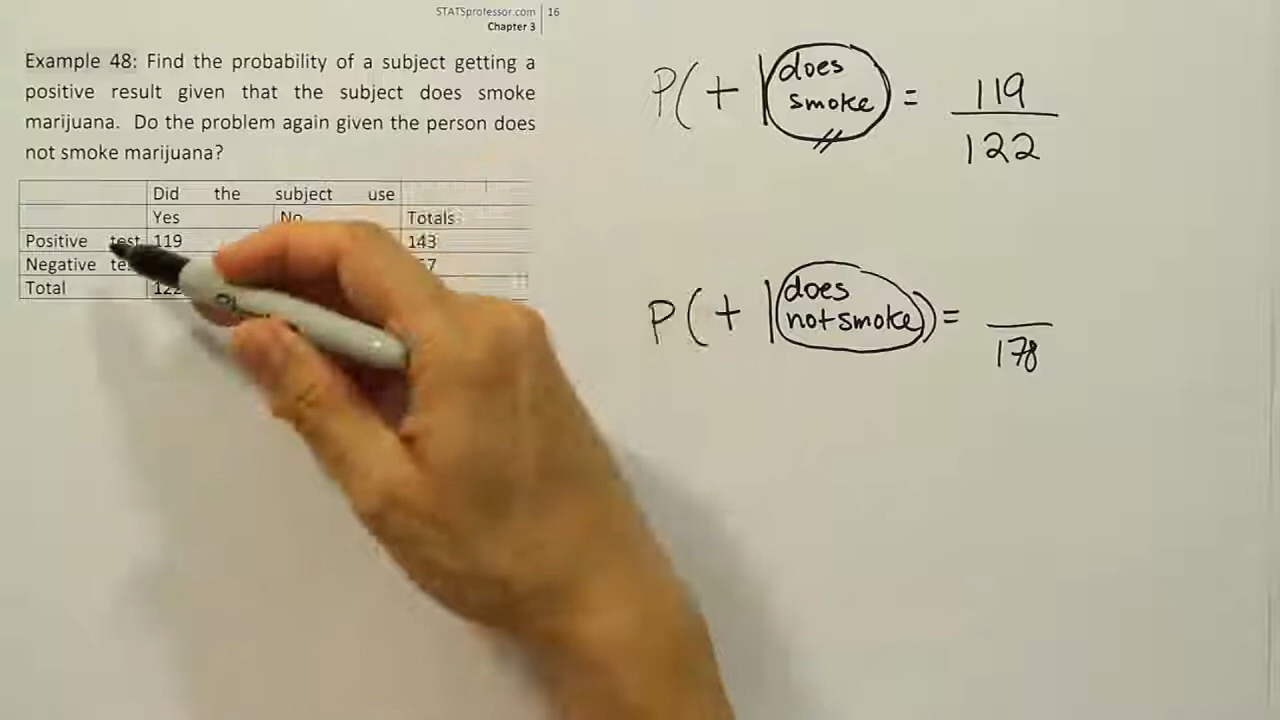 STATSprofessor.com 16
Chapter 3
Example 48: Find the probability of a subject getting a
positive result given that the subject does smoke
marijuana. Do the problem again given the person does
not smoke marijuana?
Did the subject use
Yes No Totals
Positive test 119 143
Negative
Total 122
P(+ | does smoke) = 119/122
P(+ | does not smoke) = /178